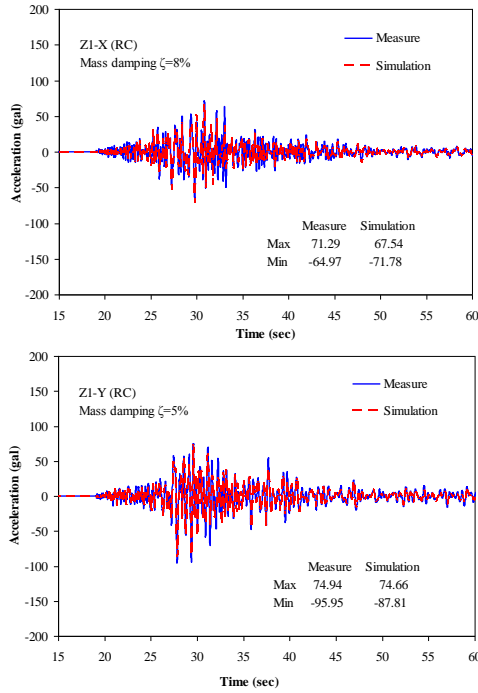 200
Z1-X (RC)
Measure
150
Mass damping ζ=8%
Simulation
100
50
0
-50
Measure Simulation
Max 71.29 67.54
-100
Min -64.97 -71.78
-150
-200
Acceleration (gal)
15 20 25 30 35 40 45 50 55 60
Time (sec)
200
Z1-Y (RC)
Measure
150
Mass damping ζ=5%
Simulation
100
50
0
-50
Measure Simulation
-100
Max 74.94 74.66
Min -95.95 -87.81
-150
-200
Acceleration (gal)
15 20 25 30 35 40 45 50 55 60
Time (sec)